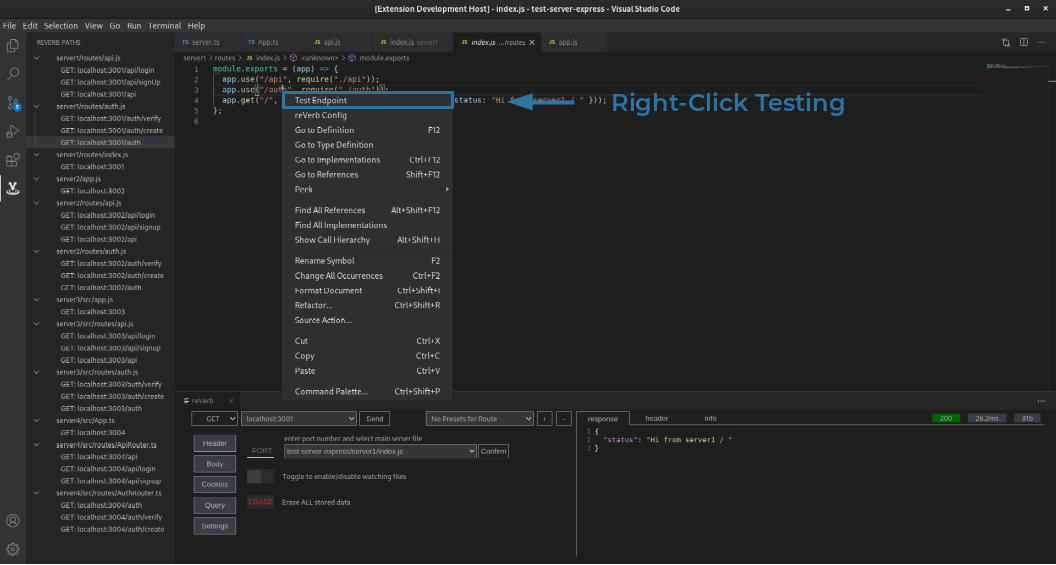 [Extension Development Host] - index.js - test-server-express - Visual Studio Code
File Edit Selection View Go Run Terminal Help
REVERB: PATHS
server1/routes/api.js
GET: localhost:3001/api/login
GET: localhost:3001/api/signUp
GET: localhost:3001/api
server1/routes/auth.js
GET: localhost:3001/auth/verify
GET: localhost:3001/auth/create
GET: localhost:3001/auth
server1/routes/index.js
GET: localhost:3001
server2/app.js
GET: localhost:3002
server2/routes/api.js
GET: localhost:3002/api/login
GET: localhost:3002/api/signup
GET: localhost:3002/api
server2/routes/auth.js
GET: localhost:3002/auth/verify
GET: localhost:3002/auth/create
GET: localhost:3002/auth
server3/src/app.js
GET: localhost:3003
server3/src/routes/api.js
GET: localhost:3003/api/login
GET: localhost:3003/api/signup
GET: localhost:3003/api
server3/src/routes/auth.js
GET: localhost:3003/auth/verify
GET: localhost:3003/auth/create
GET: localhost:3003/auth
server4/src/App.ts
GET: localhost:3004
server4/src/routes/ApiRouter.ts
GET: localhost:3004/api
GET: localhost:3004/api/login
GET: localhost:3004/api/signup
server4/src/routes/AuthRouter.ts
GET: localhost:3004/auth
GET: localhost:3004/auth/verify
GET: localhost:3004/auth/create
5
TS server.ts TS App.ts JS api.js JS index.js server1 JS index.js .../routes JS app.js
server1 > routes > JS index.js > <unknown> > module.exports
1 module.exports = (app) => {
2 app.use("/api", require("./api"));
3 app.use("/auth", require("./auth"));
4 app.get("/", status: "Hi from server1 / " }));
5 };
6
Test Endpoint
reVerb Config
Go to Definition F12
Go to Type Definition
Go to Implementations Ctrl+F12
Go to References Shift+F12
Peek
Find All References Alt+Shift+F12
Find All Implementations
Show Call Hierarchy Alt+Shift+H
Rename Symbol F2
Change All Occurrences Ctrl+F2
Format Document Ctrl+Shift+I
Refactor... Ctrl+Shift+R
Source Action...
Cut Ctrl+X
Copy Ctrl+C
Paste Ctrl+V
Command Palette... Ctrl+Shift+P
Right-Click Testing
reVerb
GET localhost:3001 Send No Presets for Route + -
Header
Body
Cookies
Query
Settings
enter port number and select main server file
PORT test-server-express/server1/index.js Confirm
Toggle to enable/disable watching files
ERASE Erase ALL stored data
response header info 200 26.2ms 31b
1 {
2 "status": "Hi from server1 / "
3 }